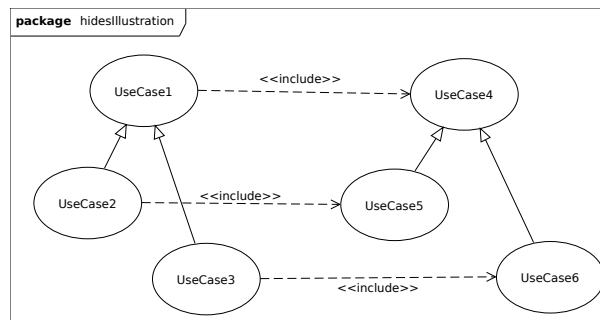 package hidesIllustration
<<include>>
UseCase1
UseCase4
<<include>>
UseCase2
UseCase5
UseCase3
UseCase6
<<include>>